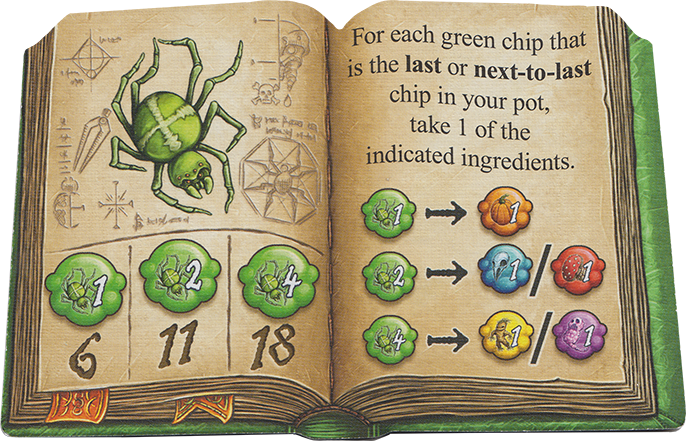 1 2 4
6 11 18
For each green chip that
is the last or next-to-last
chip in your pot,
take 1 of the
indicated ingredients.
1 → 1
2 → 1 / 1
4 → 1 / 1